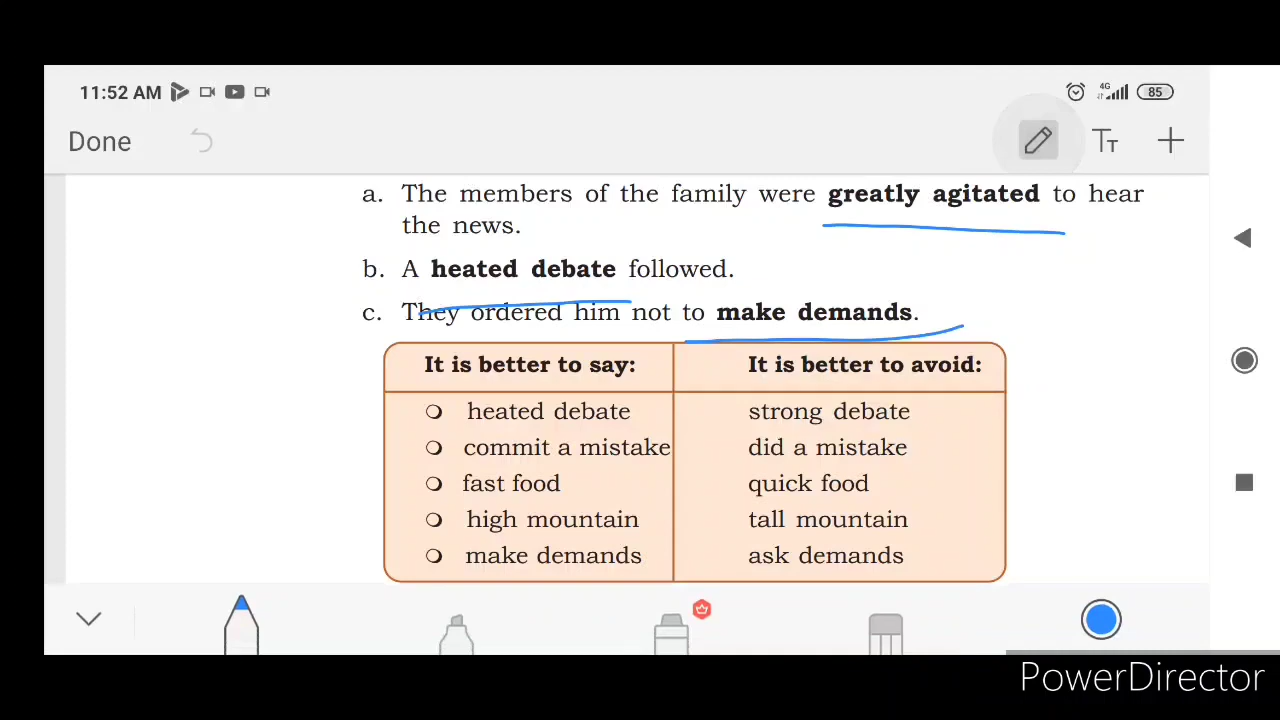 11:52 AM
4G
85
Done
TT
a. The members of the family were greatly agitated to hear
the news.
b. A heated debate followed.
c. They ordered him not to make demands.
It is better to say: It is better to avoid:
heated debate strong debate
commit a mistake did a mistake
fast food quick food
high mountain tall mountain
make demands ask demands
PowerDirector